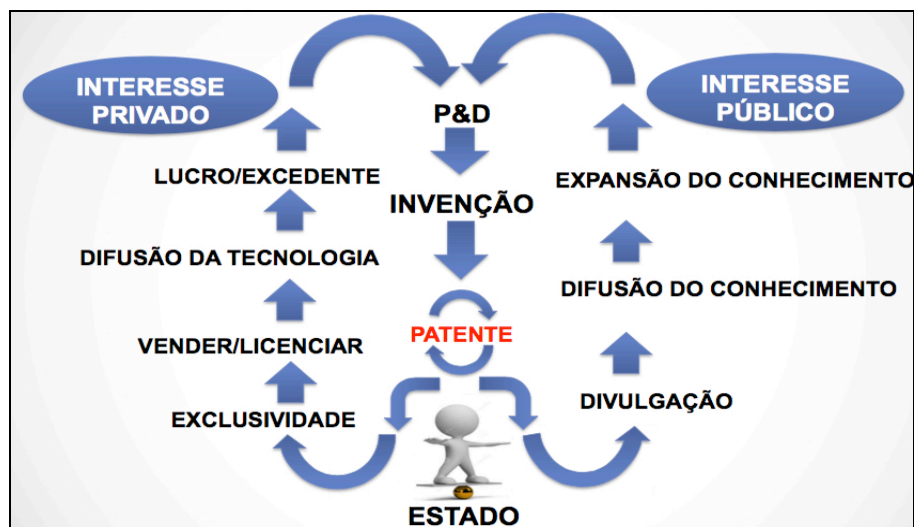 INTERESSE
PRIVADO
P&D
INTERESSE
PÚBLICO
LUCRO/EXCEDENTE
INVENÇÃO
EXPANSÃO DO CONHECIMENTO
DIFUSÃO DA TECNOLOGIA
DIFUSÃO DO CONHECIMENTO
PATENTE
VENDER/LICENCIAR
EXCLUSIVIDADE
DIVULGAÇÃO
ESTADO